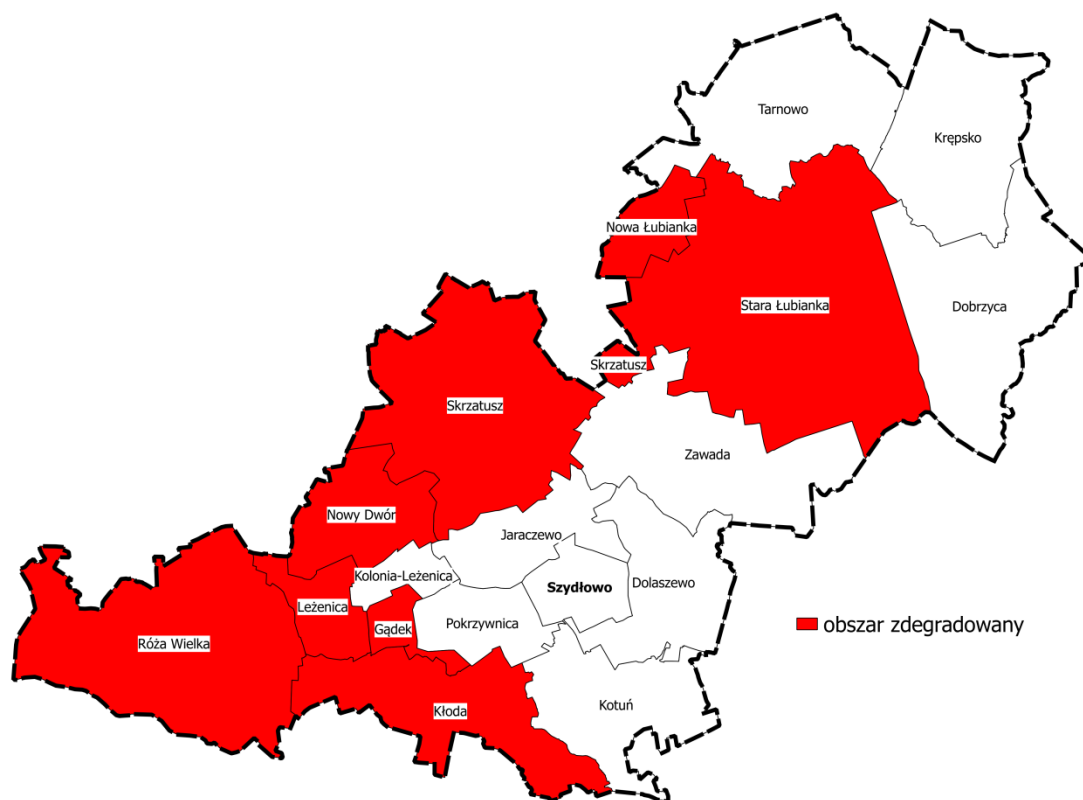 Tarnowo
Krępsko
Nowa Łubianka
Stara Łubianka
Dobrzyca
Skrzatusz
Skrzatusz
Zawada
Nowy Dwór
Jaraczewo
Kolonia-Leżenica
Szydłowo
Dolaszewo
Leżenica
Pokrzywnica
Gądek
obszar zdegradowany
Róża Wielka
Kłoda
Kotuń